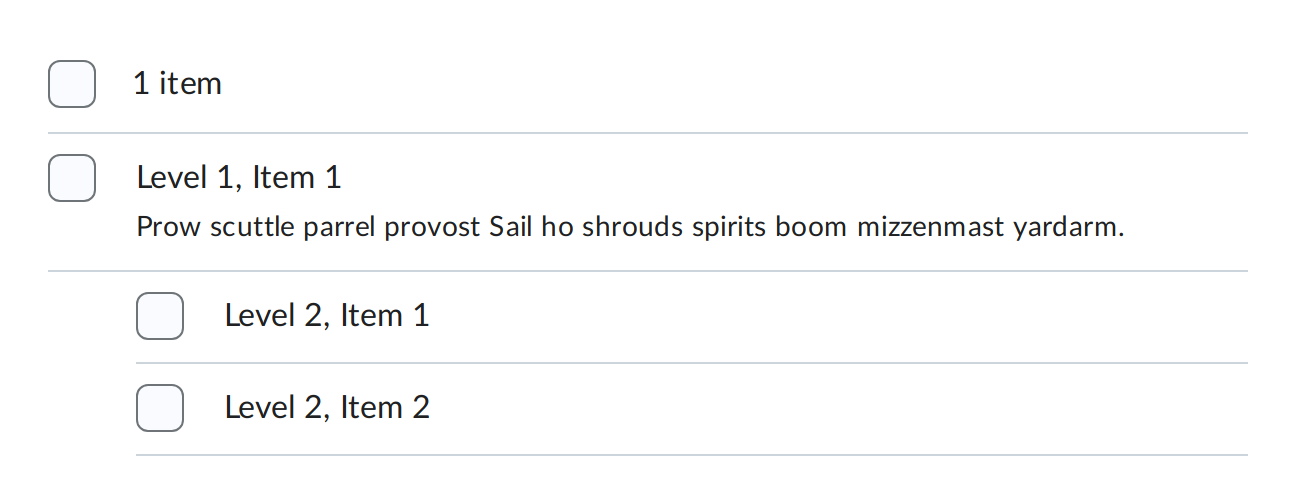 1 item
Level 1, Item 1
Prow scuttle parrel provost Sail ho shrouds spirits boom mizzenmast yardarm.
Level 2, Item 1
Level 2, Item 2